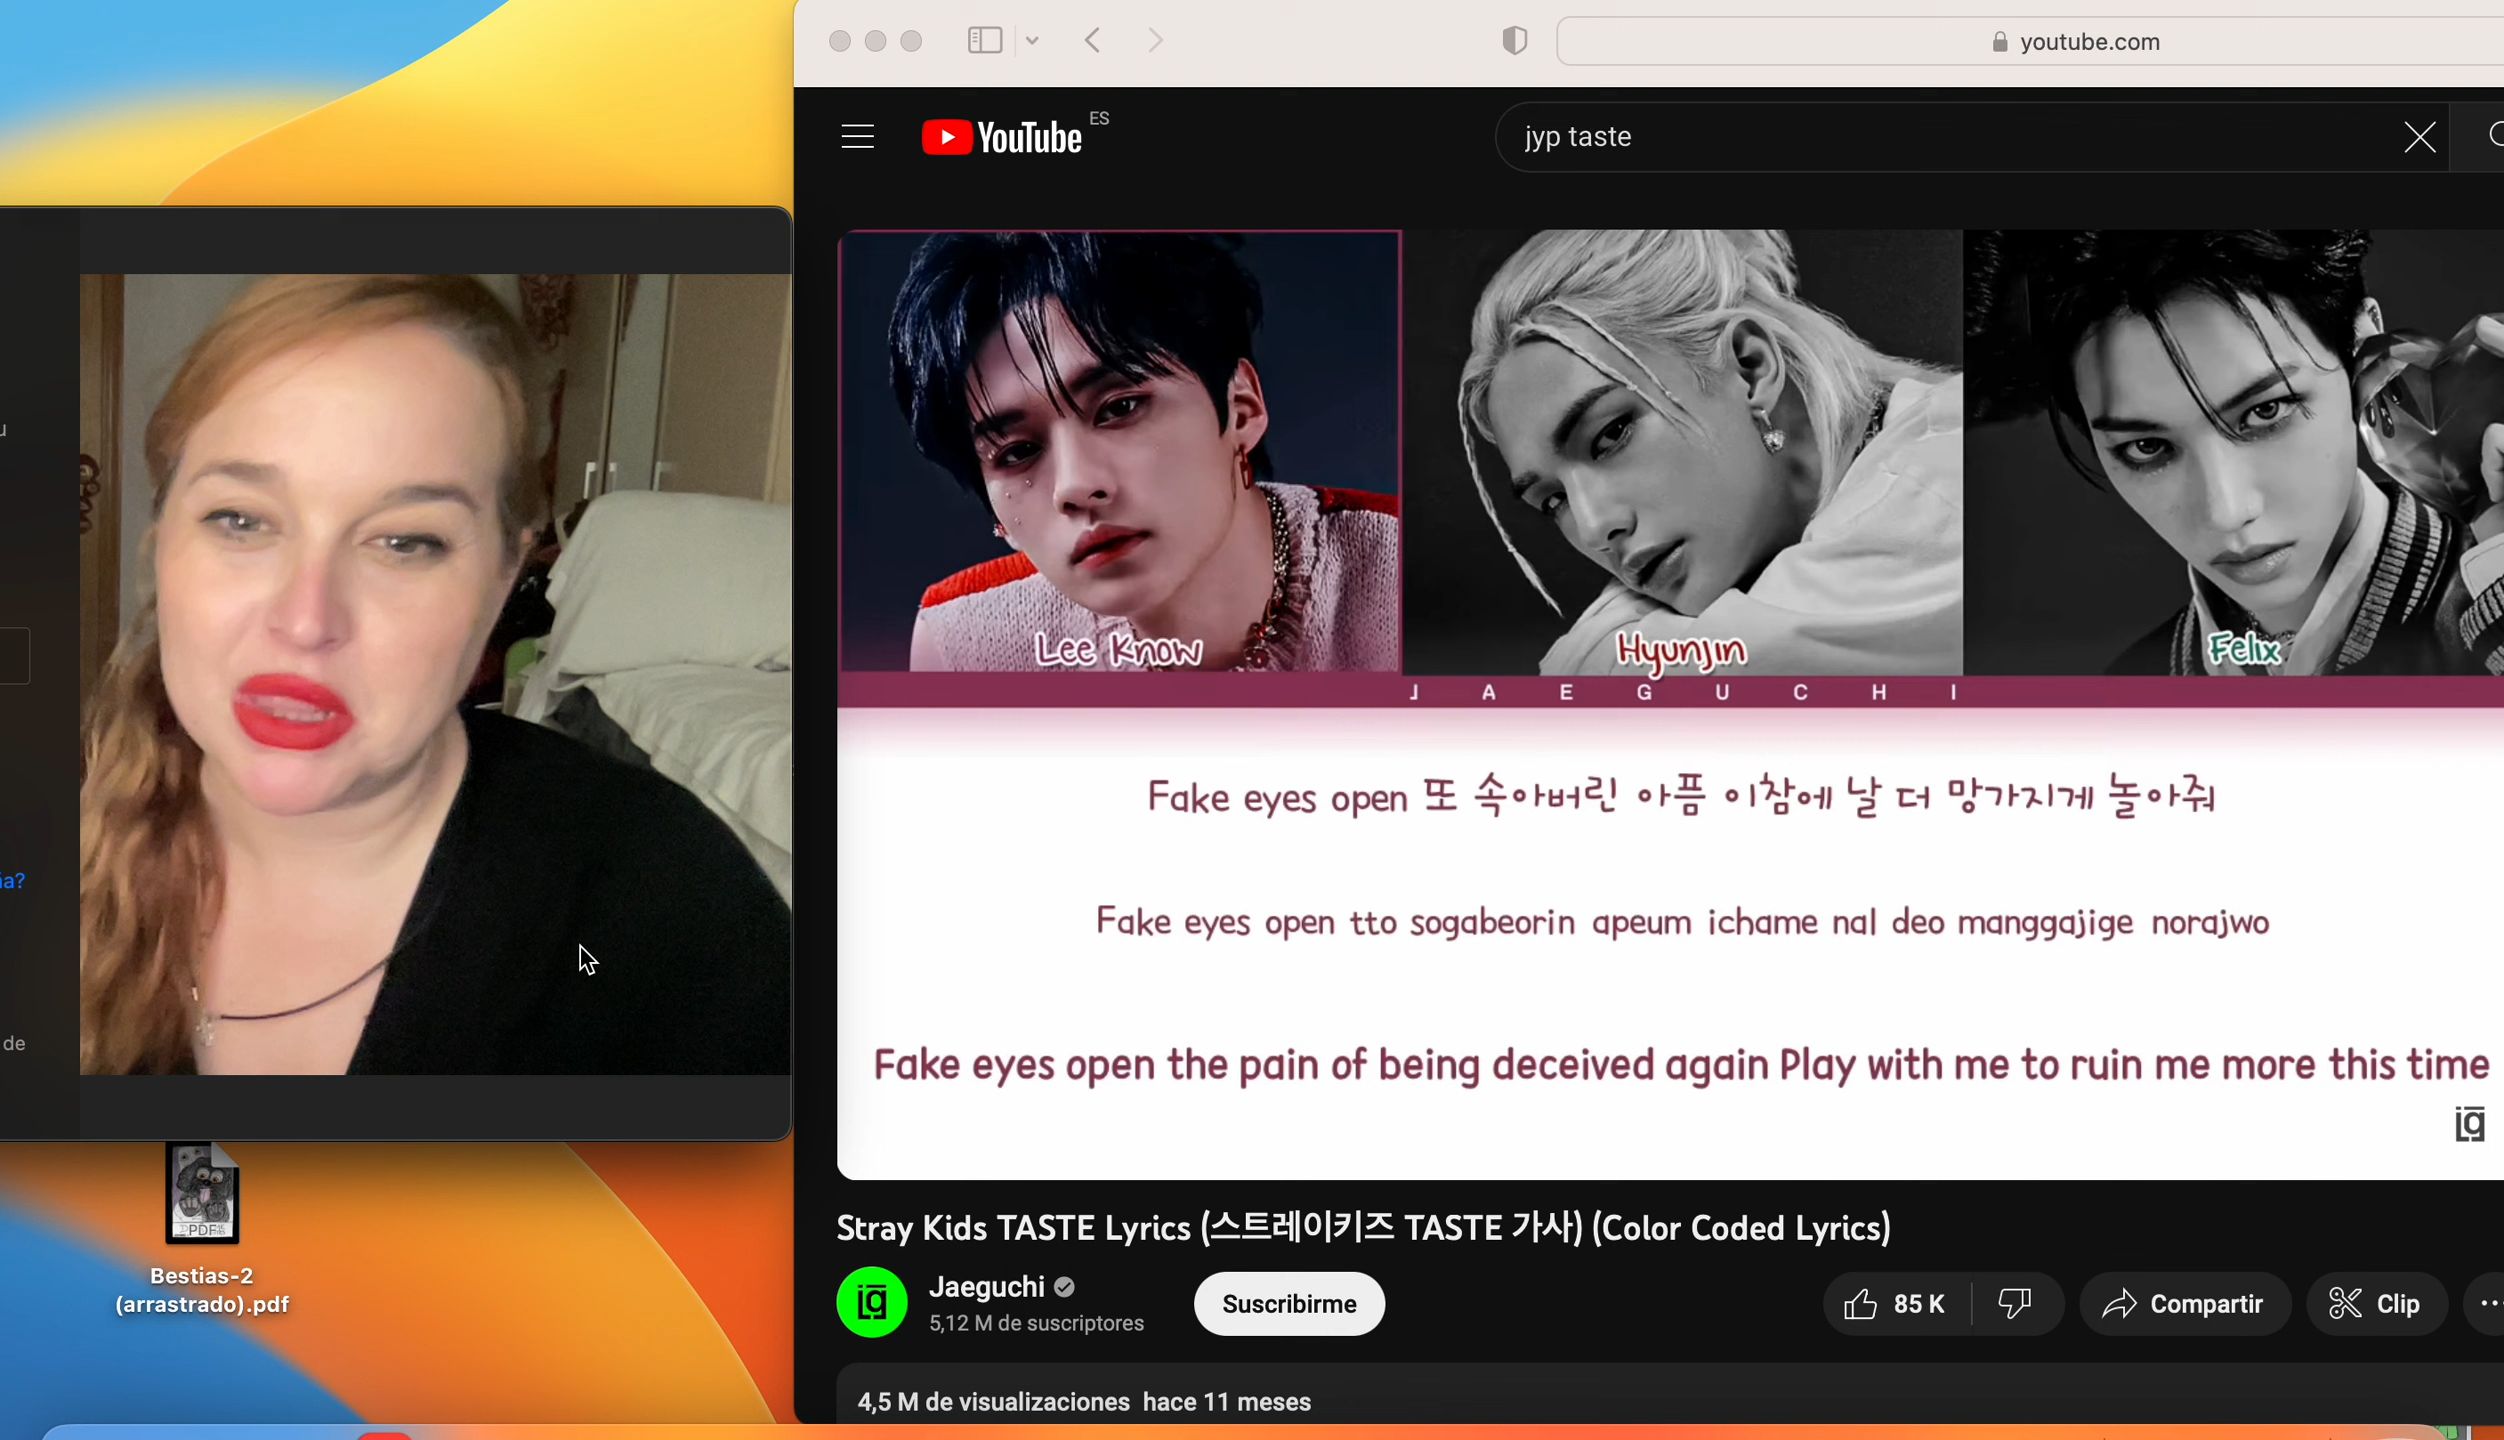 youtube.com
YouTube
ES
jyp taste
Lee Know
Hyunjin
Felix
JAEGUCHI
Fake eyes open 또 속아버린 아픔 이참에 날 더 망가지게 놀아줘
Fake eyes open tto sogabeorin apeum ichame nal deo manggajige norajwo
Fake eyes open the pain of being deceived again Play with me to ruin me more this time
Stray Kids TASTE Lyrics (스트레이키즈 TASTE 가사) (Color Coded Lyrics)
Jaeguchi
5,12 M de suscriptores
Suscribirme
85 K
Compartir
Clip
4,5 M de visualizaciones hace 11 meses
de
PDF
Bestias-2
(arrastrado).pdf